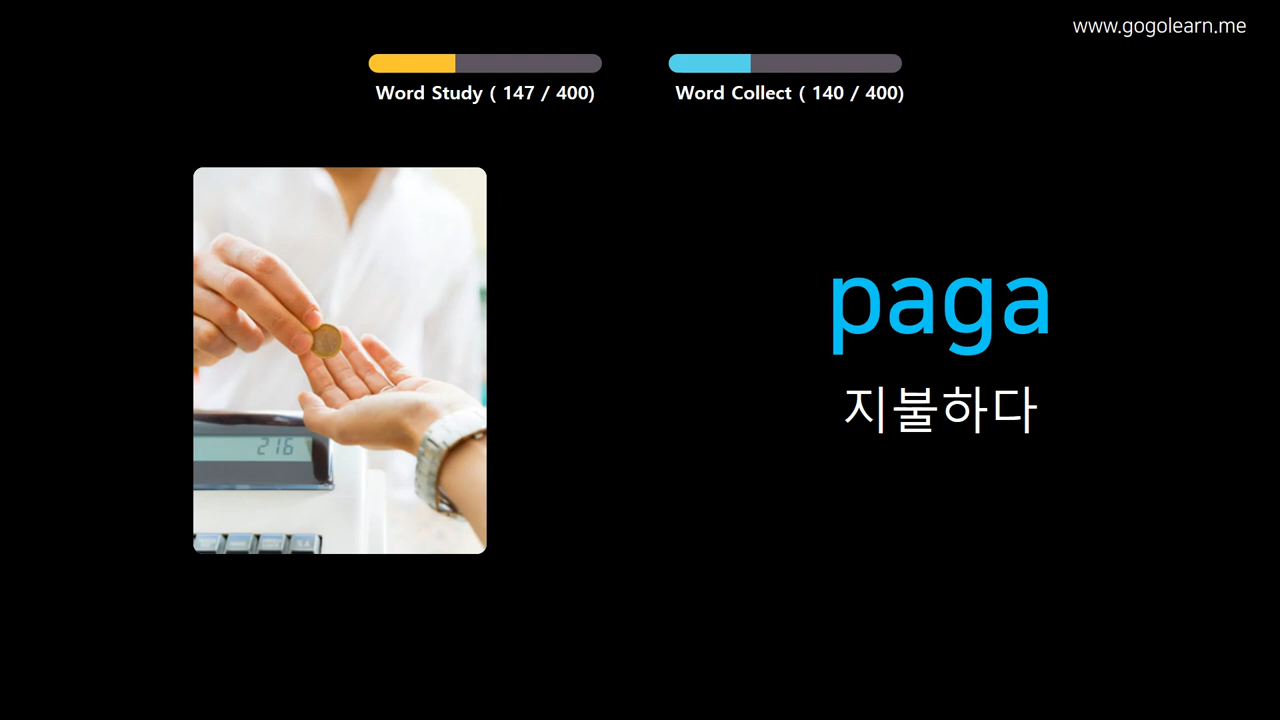 www.gogolearn.me
Word Study ( 147 / 400)
Word Collect ( 140 / 400)
216
paga
지불하다